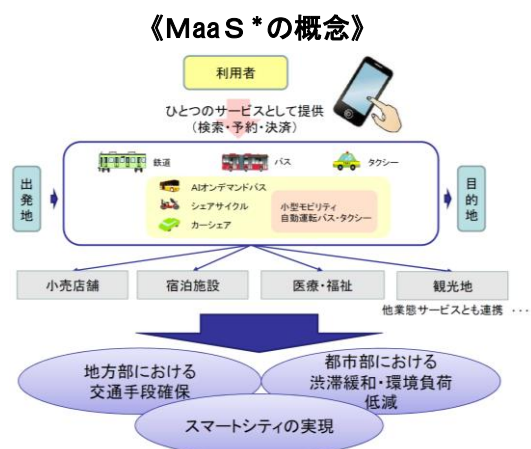 《MaaS*の概念》
利用者
ひとつのサービスとして提供
(検索・予約・決済)
出発地
鉄道
バス
タクシー
AIオンデマンドバス
シェアサイクル
カーシェア
小型モビリティ
自動運転バス・タクシー
目的地
小売店舗
宿泊施設
医療・福祉
観光地
他業態サービスとも連携 ・・・
地方部における
交通手段確保
都市部における
渋滞緩和・環境負荷
低減
スマートシティの実現